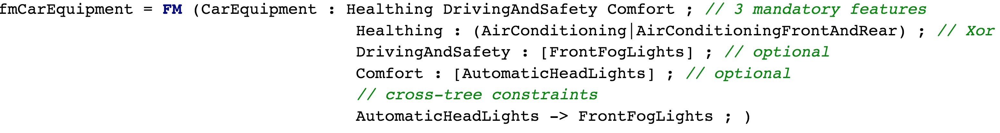 fmCarEquipment = FM (CarEquipment : Healthing DrivingAndSafety Comfort ; // 3 mandatory features
Healthing : (AirConditioning|AirConditioningFrontAndRear) ; // Xor
DrivingAndSafety : [FrontFogLights] ; // optional
Comfort : [AutomaticHeadLights] ; // optional
// cross-tree constraints
AutomaticHeadLights -> FrontFogLights ; )